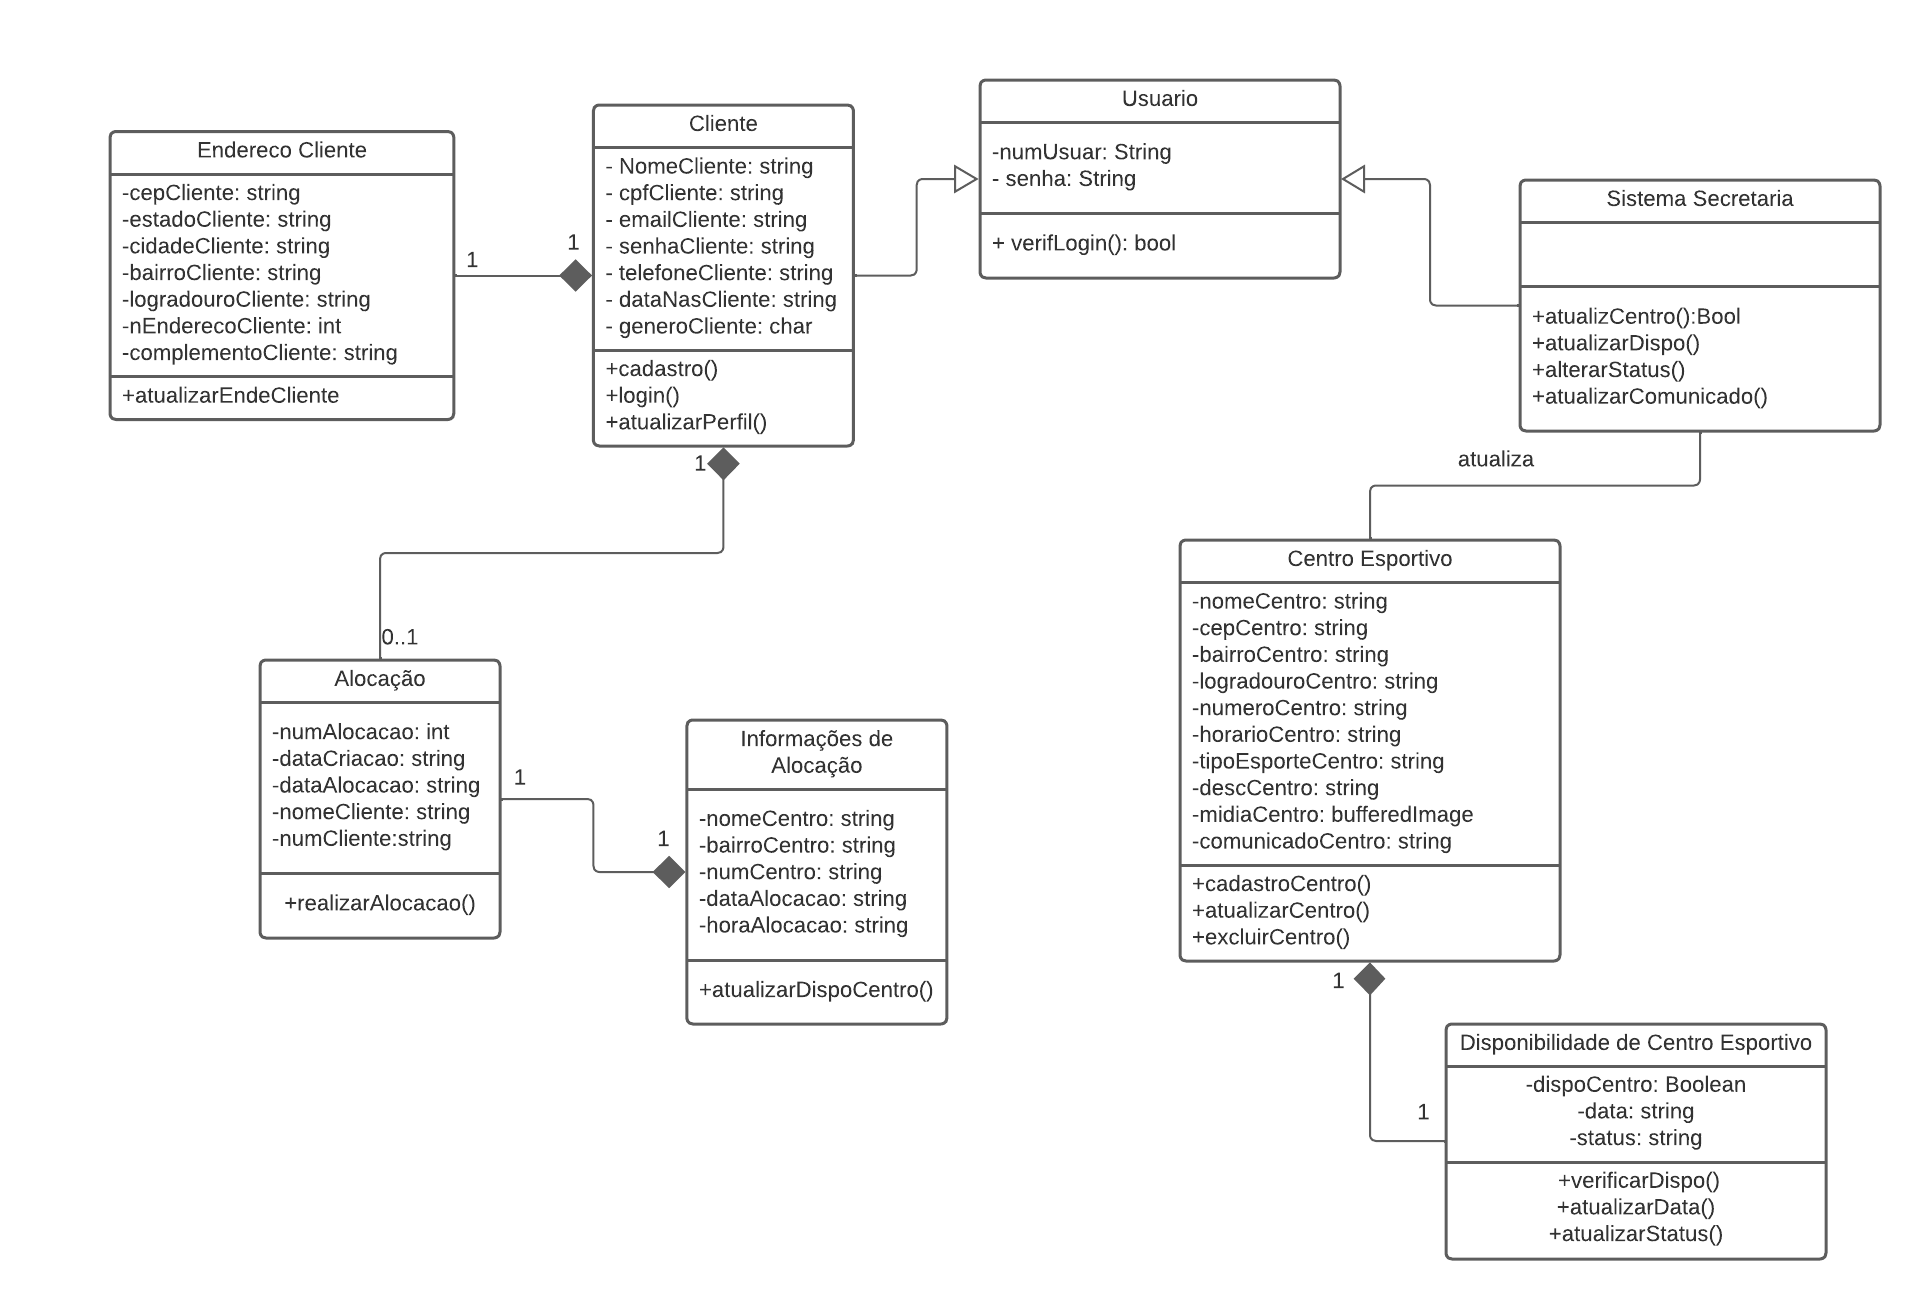 Endereco Cliente
-cepCliente: string
-estadoCliente: string
-cidadeCliente: string
-bairroCliente: string
-logradouroCliente: string
-nEnderecoCliente: int
-complementoCliente: string
+atualizarEndeCliente
1
1
Cliente
- NomeCliente: string
- cpfCliente: string
- emailCliente: string
- senhaCliente: string
- telefoneCliente: string
- dataNasCliente: string
- generoCliente: char
+cadastro()
+login()
+atualizarPerfil()
Usuario
-numUsuar: String
- senha: String
+ verifLogin(): bool
Sistema Secretaria
+atualizCentro():Bool
+atualizarDispo()
+alterarStatus()
+atualizarComunicado()
1
0..1
atualiza
Alocação
-numAlocacao: int
-dataCriacao: string
-dataAlocacao: string
-nomeCliente: string
-numCliente:string
+realizarAlocacao()
1
1
Informações de
Alocação
-nomeCentro: string
-bairroCentro: string
-numCentro: string
-dataAlocacao: string
-horaAlocacao: string
+atualizarDispoCentro()
Centro Esportivo
-nomeCentro: string
-cepCentro: string
-bairroCentro: string
-logradouroCentro: string
-numeroCentro: string
-horarioCentro: string
-tipoEsporteCentro: string
-descCentro: string
-midiaCentro: bufferedImage
-comunicadoCentro: string
+cadastroCentro()
+atualizarCentro()
+excluirCentro()
1
1
Disponibilidade de Centro Esportivo
-dispoCentro: Boolean
-data: string
-status: string
+verificarDispo()
+atualizarData()
+atualizarStatus()